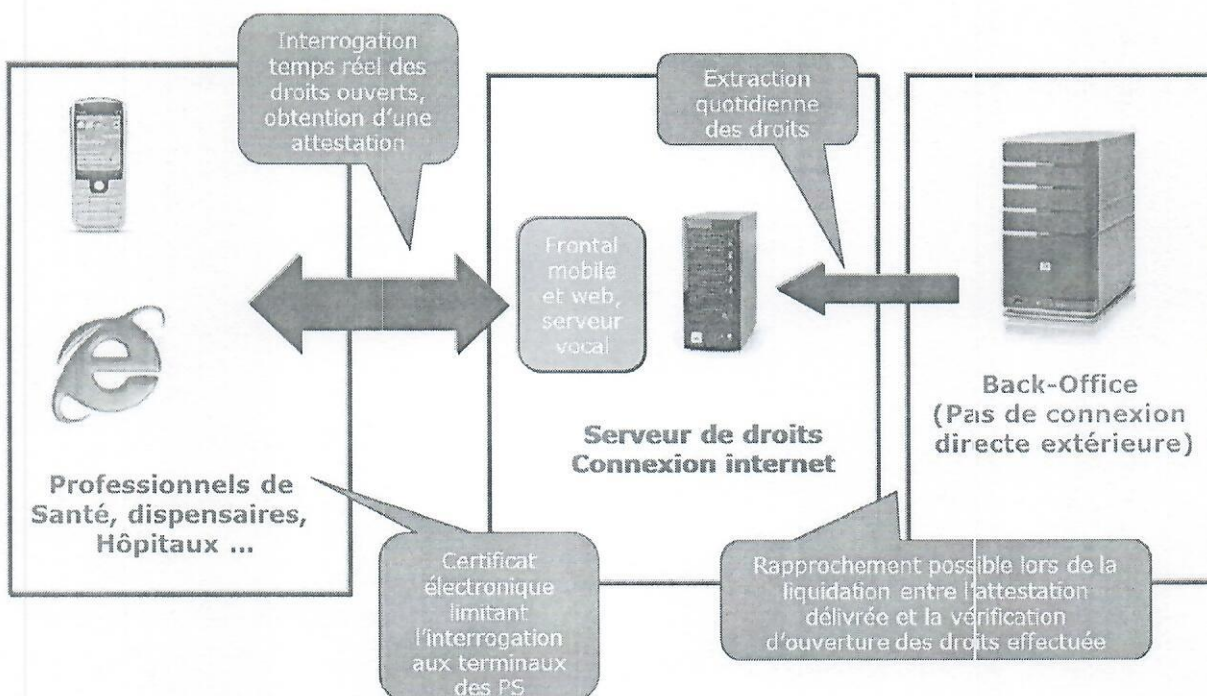 Interrogation
temps réel des
droits ouverts,
obtention d'une
attestation
Extraction
quotidienne
des droits
Frontal
mobile
et web,
serveur
vocal
Serveur de droits
Connexion internet
Back-Office
(Pas de connexion
directe extérieure)
Professionnels de
Santé, dispensaires,
Hôpitaux ...
Certificat
électronique
limitant
l'interrogation
aux terminaux
des PS
Rapprochement possible lors de la
liquidation entre l'attestation
délivrée et la vérification
d'ouverture des droits effectuée